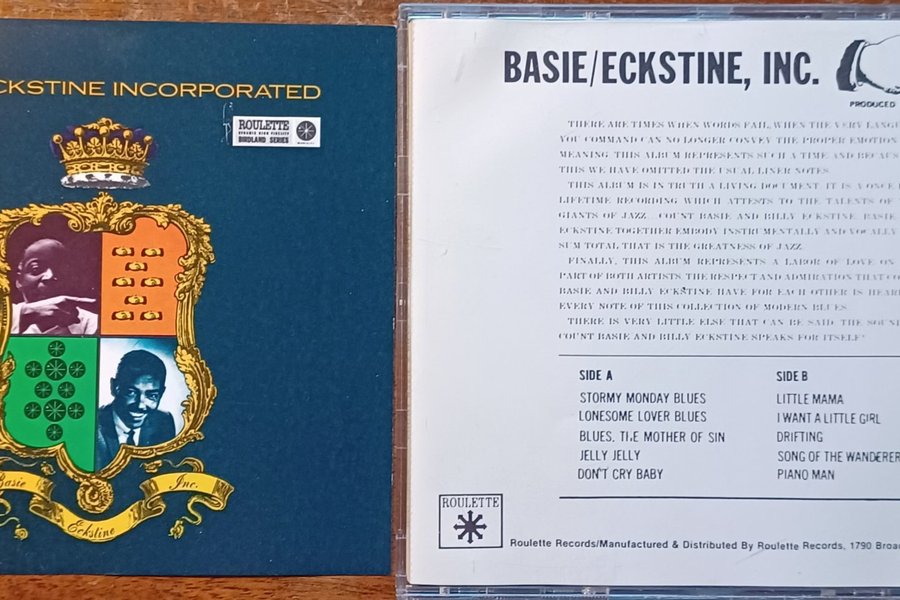 CKSTINE INCORPORATED
ROULETTE
DYNAMIC HIGH FIDELITY
BIRDLAND SERIES
Basie Inc.
Eckstine
BASIE/ECKSTINE, INC.
PRODUCED
THERE ARE TIMES WHEN WORDS FAIL, WHEN THE VERY LANGU
YOU COMMAND CAN NO LONGER CONVEY THE PROPER EMOTION
MEANING. THIS ALBUM REPRESENTS SUCH A TIME AND BECAUS
THIS WE HAVE OMITTED THE USUAL LINER NOTES.
THIS ALBUM IS IN TRUTH A LIVING DOCUMENT. IT IS A ONCE I
LIFETIME RECORDING WHICH ATTESTS TO THE TALENTS OF
GIANTS OF JAZZ... COUNT BASIE AND BILLY ECKSTINE. BASIE
ECKSTINE TOGETHER EMBODY INSTRUMENTALLY AND VOCALLY
SUM TOTAL THAT IS THE GREATNESS OF JAZZ.
FINALLY, THIS ALBUM REPRESENTS A LABOR OF LOVE ON
PART OF BOTH ARTISTS. THE RESPECT AND ADMIRATION THAT CO
BASIE AND BILLY ECKSTINE HAVE FOR EACH OTHER IS HEAR
EVERY NOTE OF THIS COLLECTION OF MODERN BLUES.
THERE IS VERY LITTLE ELSE THAT CAN BE SAID. THE SOUN
COUNT BASIE AND BILLY ECKSTINE SPEAKS FOR ITSELF"
SIDE A
STORMY MONDAY BLUES
LONESOME LOVER BLUES
BLUES, THE MOTHER OF SIN
JELLY JELLY
DON'T CRY BABY
SIDE B
LITTLE MAMA
I WANT A LITTLE GIRL
DRIFTING
SONG OF THE WANDERER
PIANO MAN
ROULETTE
Roulette Records/Manufactured & Distributed By Roulette Records, 1790 Broa